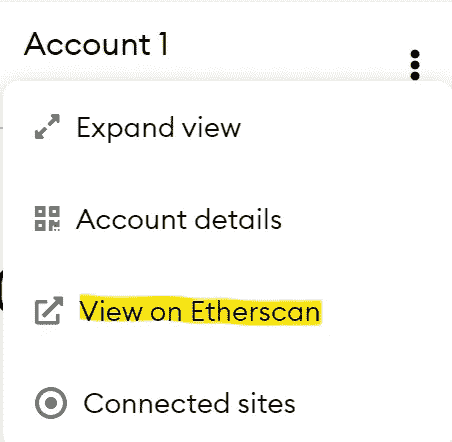 Account 1
Expand view
Account details
View on Etherscan
Connected sites